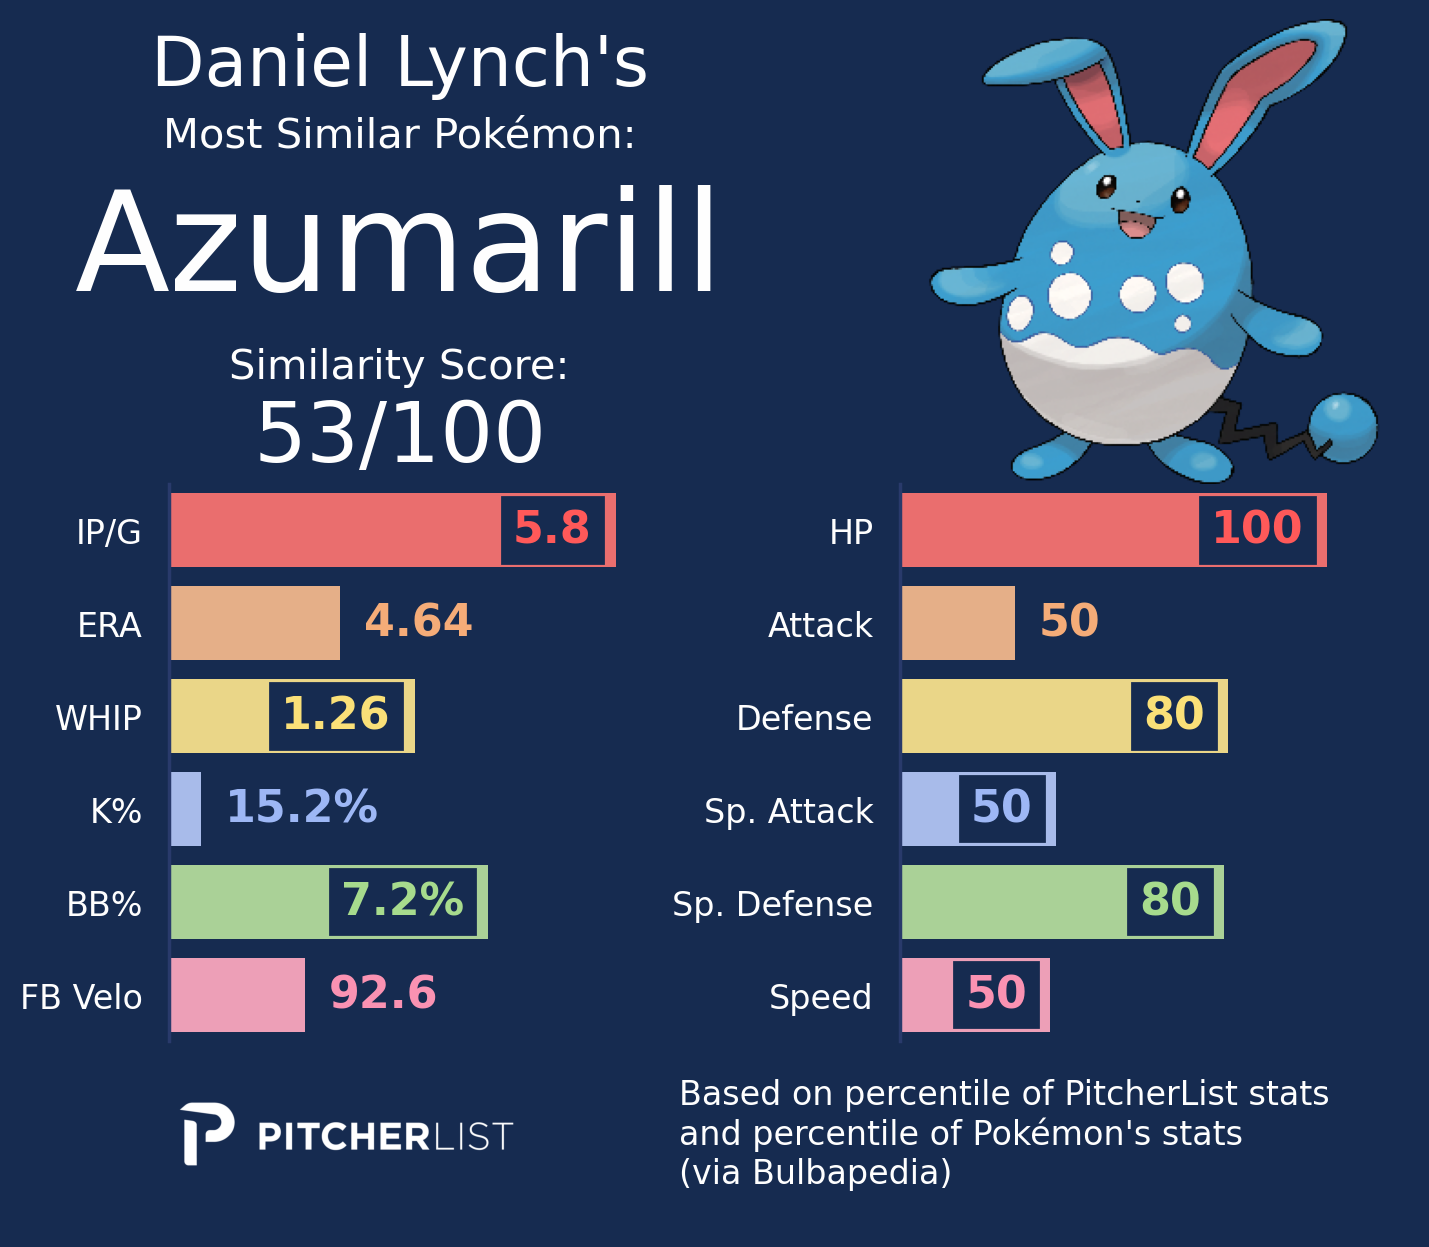 Daniel Lynch's
Most Similar Pokémon:
Azumarill
Similarity Score:
53/100
IP/G 5.8
ERA 4.64
WHIP 1.26
K% 15.2%
BB% 7.2%
FB Velo 92.6
HP 100
Attack 50
Defense 80
Sp. Attack 50
Sp. Defense 80
Speed 50
PITCHERLIST
Based on percentile of PitcherList stats
and percentile of Pokémon's stats
(via Bulbapedia)